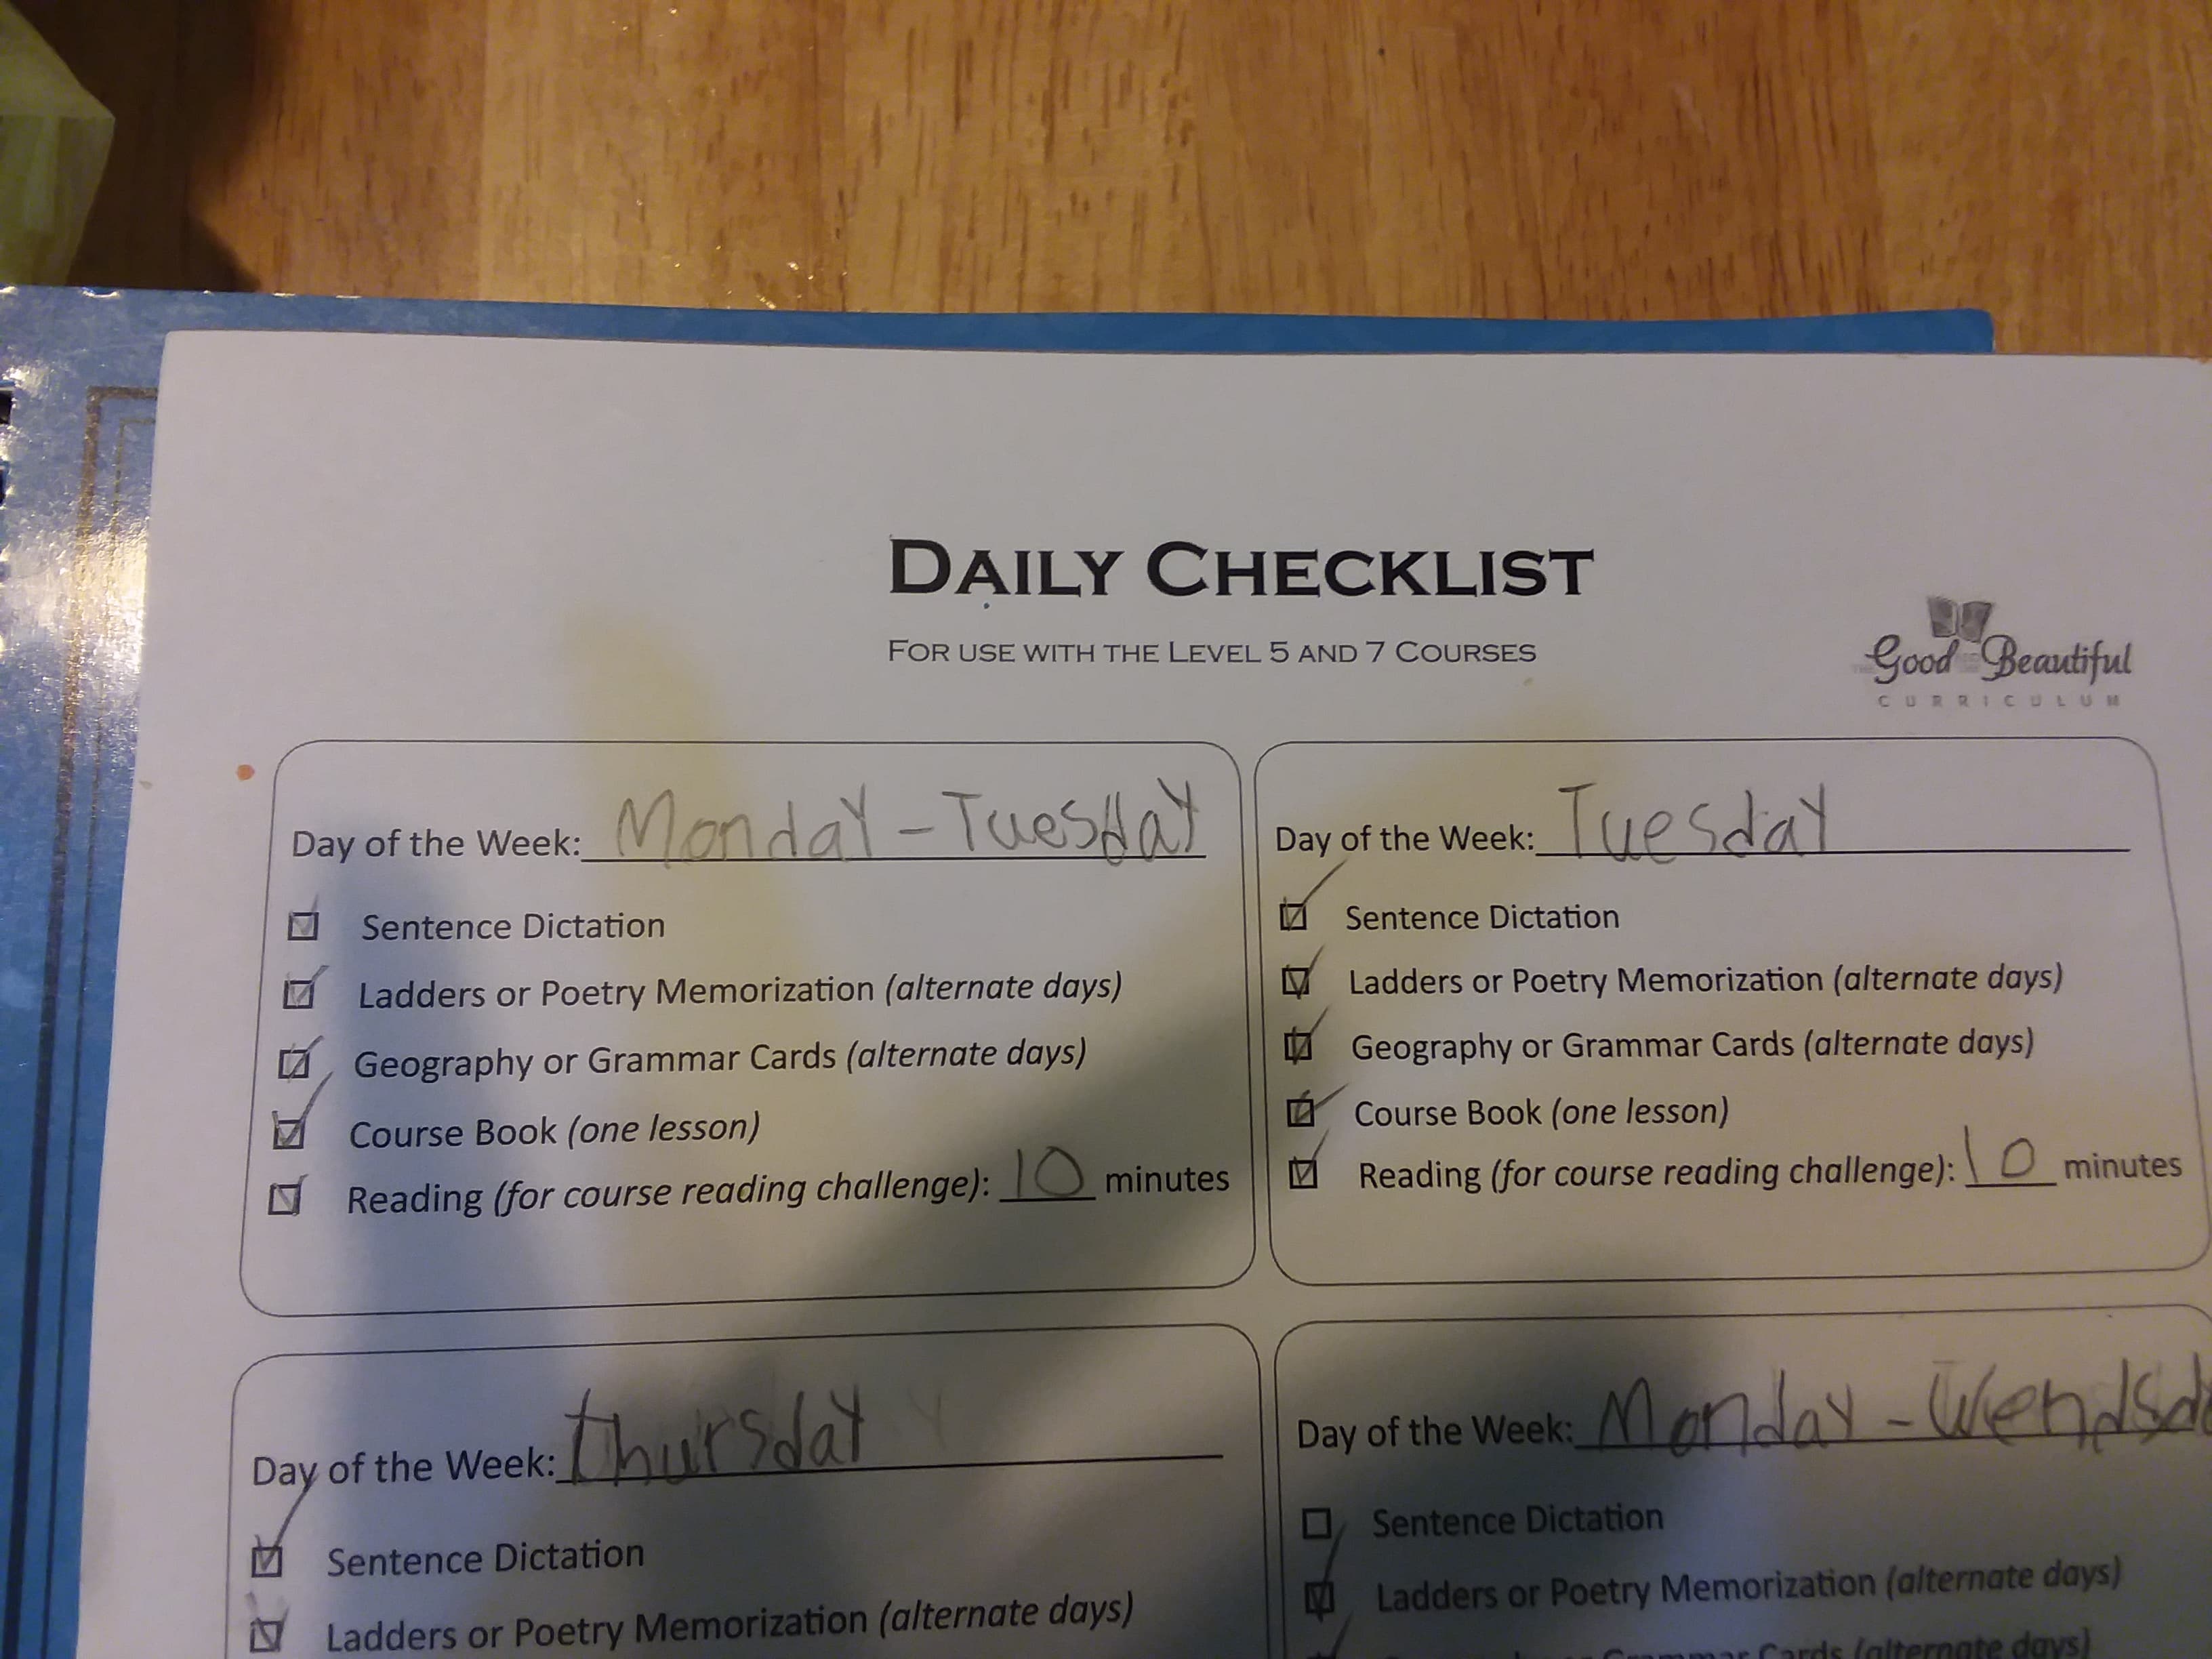 DAILY CHECKLIST
FOR USE WITH THE LEVEL 5 AND 7 COURSES
Good Beautiful
CURRICULUM
Day of the Week: Monday - Tuesday
Sentence Dictation
Ladders or Poetry Memorization (alternate days)
Geography or Grammar Cards (alternate days)
Course Book (one lesson)
Reading (for course reading challenge): 10 minutes
Day of the Week: Tuesday
Sentence Dictation
Ladders or Poetry Memorization (alternate days)
Geography or Grammar Cards (alternate days)
Course Book (one lesson)
Reading (for course reading challenge): 10 minutes
Day of the Week: thursday
Sentence Dictation
Ladders or Poetry Memorization (alternate days)
Day of the Week: Monday - Wendsda
Sentence Dictation
Ladders or Poetry Memorization (alternate days)
Grammar Cards (alternate days)